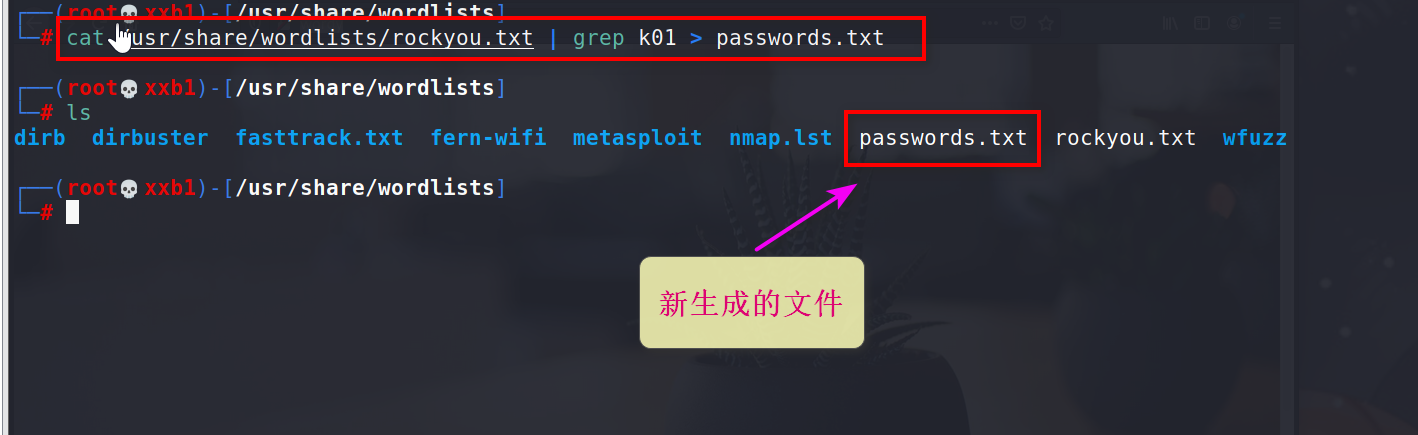 ┌──(root💀xxb1)-[/usr/share/wordlists]
└─# cat /usr/share/wordlists/rockyou.txt | grep k01 > passwords.txt
┌──(root💀xxb1)-[/usr/share/wordlists]
└─# ls
dirb dirbuster fasttrack.txt fern-wifi metasploit nmap.lst passwords.txt rockyou.txt wfuzz
┌──(root💀xxb1)-[/usr/share/wordlists]
└─#
新生成的文件